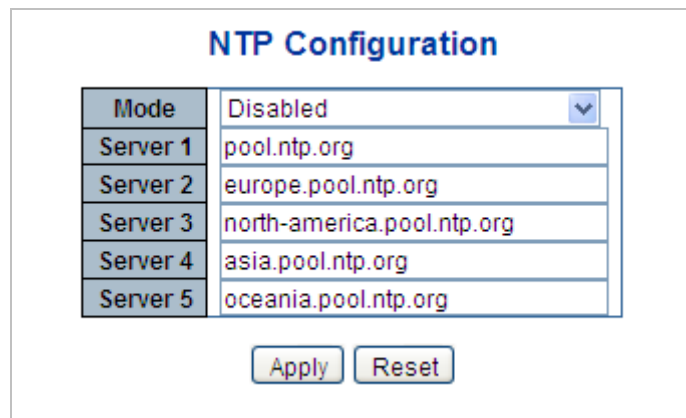 NTP Configuration
Mode Disabled
Server 1 pool.ntp.org
Server 2 europe.pool.ntp.org
Server 3 north-america.pool.ntp.org
Server 4 asia.pool.ntp.org
Server 5 oceania.pool.ntp.org
Apply Reset